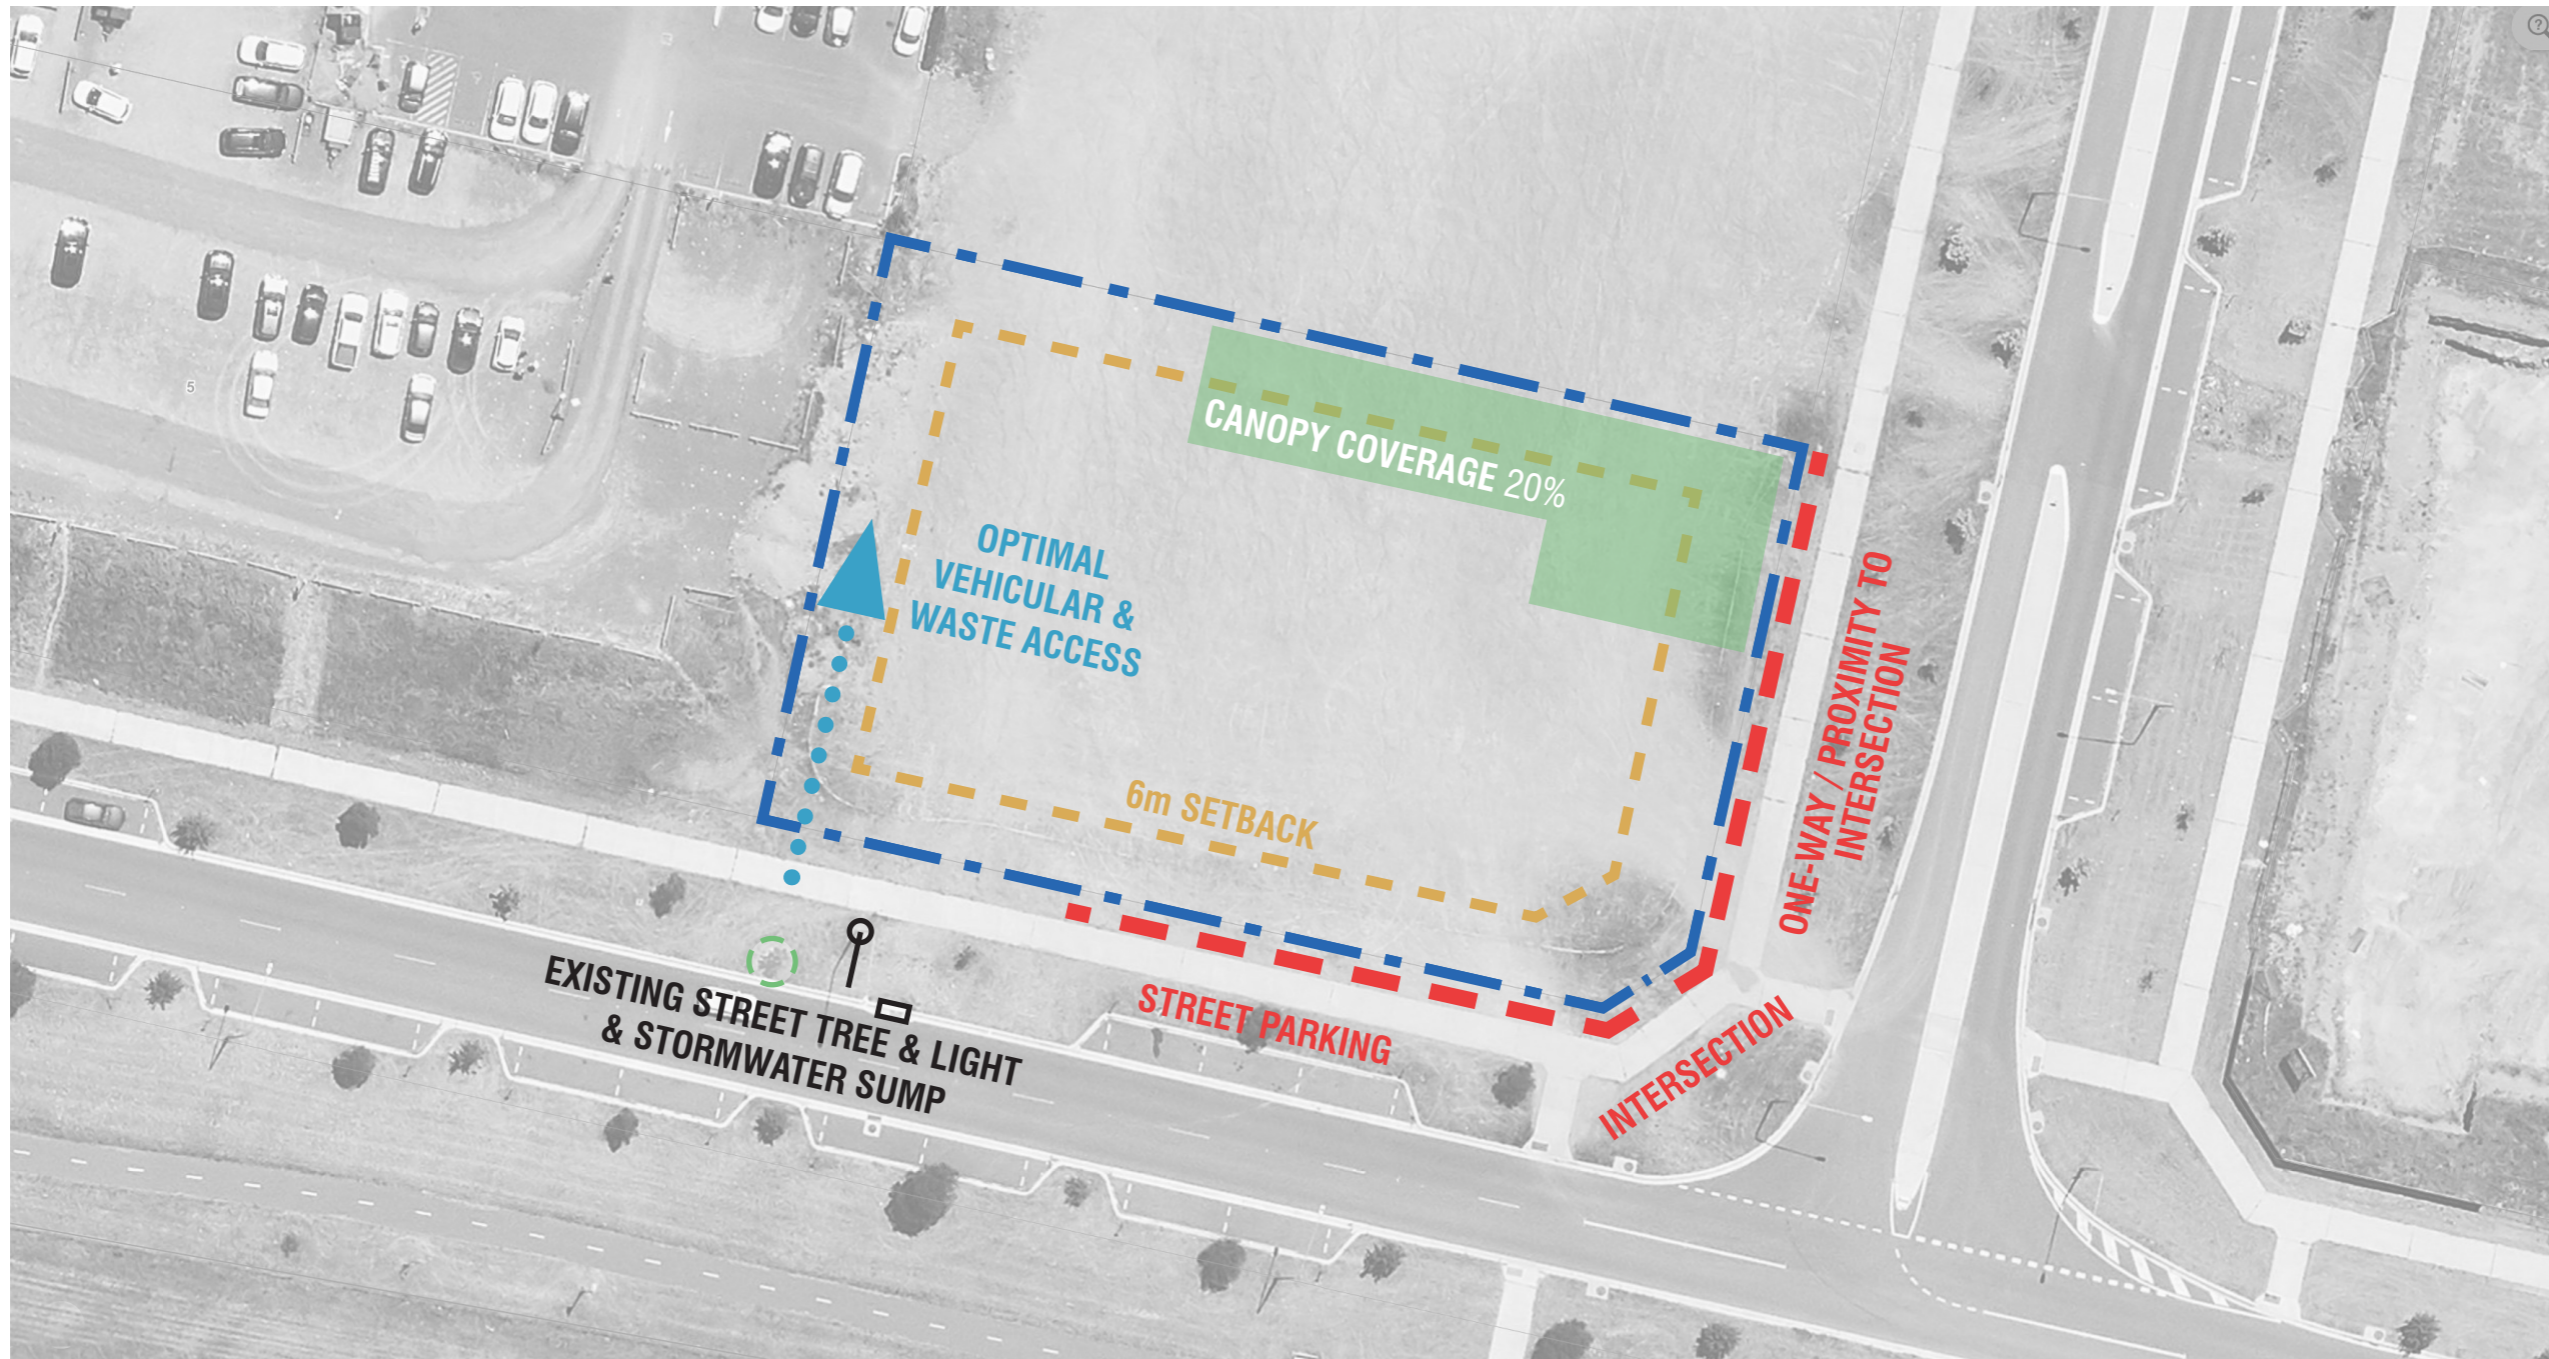 CANOPY COVERAGE 20%
OPTIMAL
VEHICULAR &
WASTE ACCESS
5
6m SETBACK
ONE-WAY / PROXIMITY TO
INTERSECTION
EXISTING STREET TREE & LIGHT
& STORMWATER SUMP
STREET PARKING
INTERSECTION
?